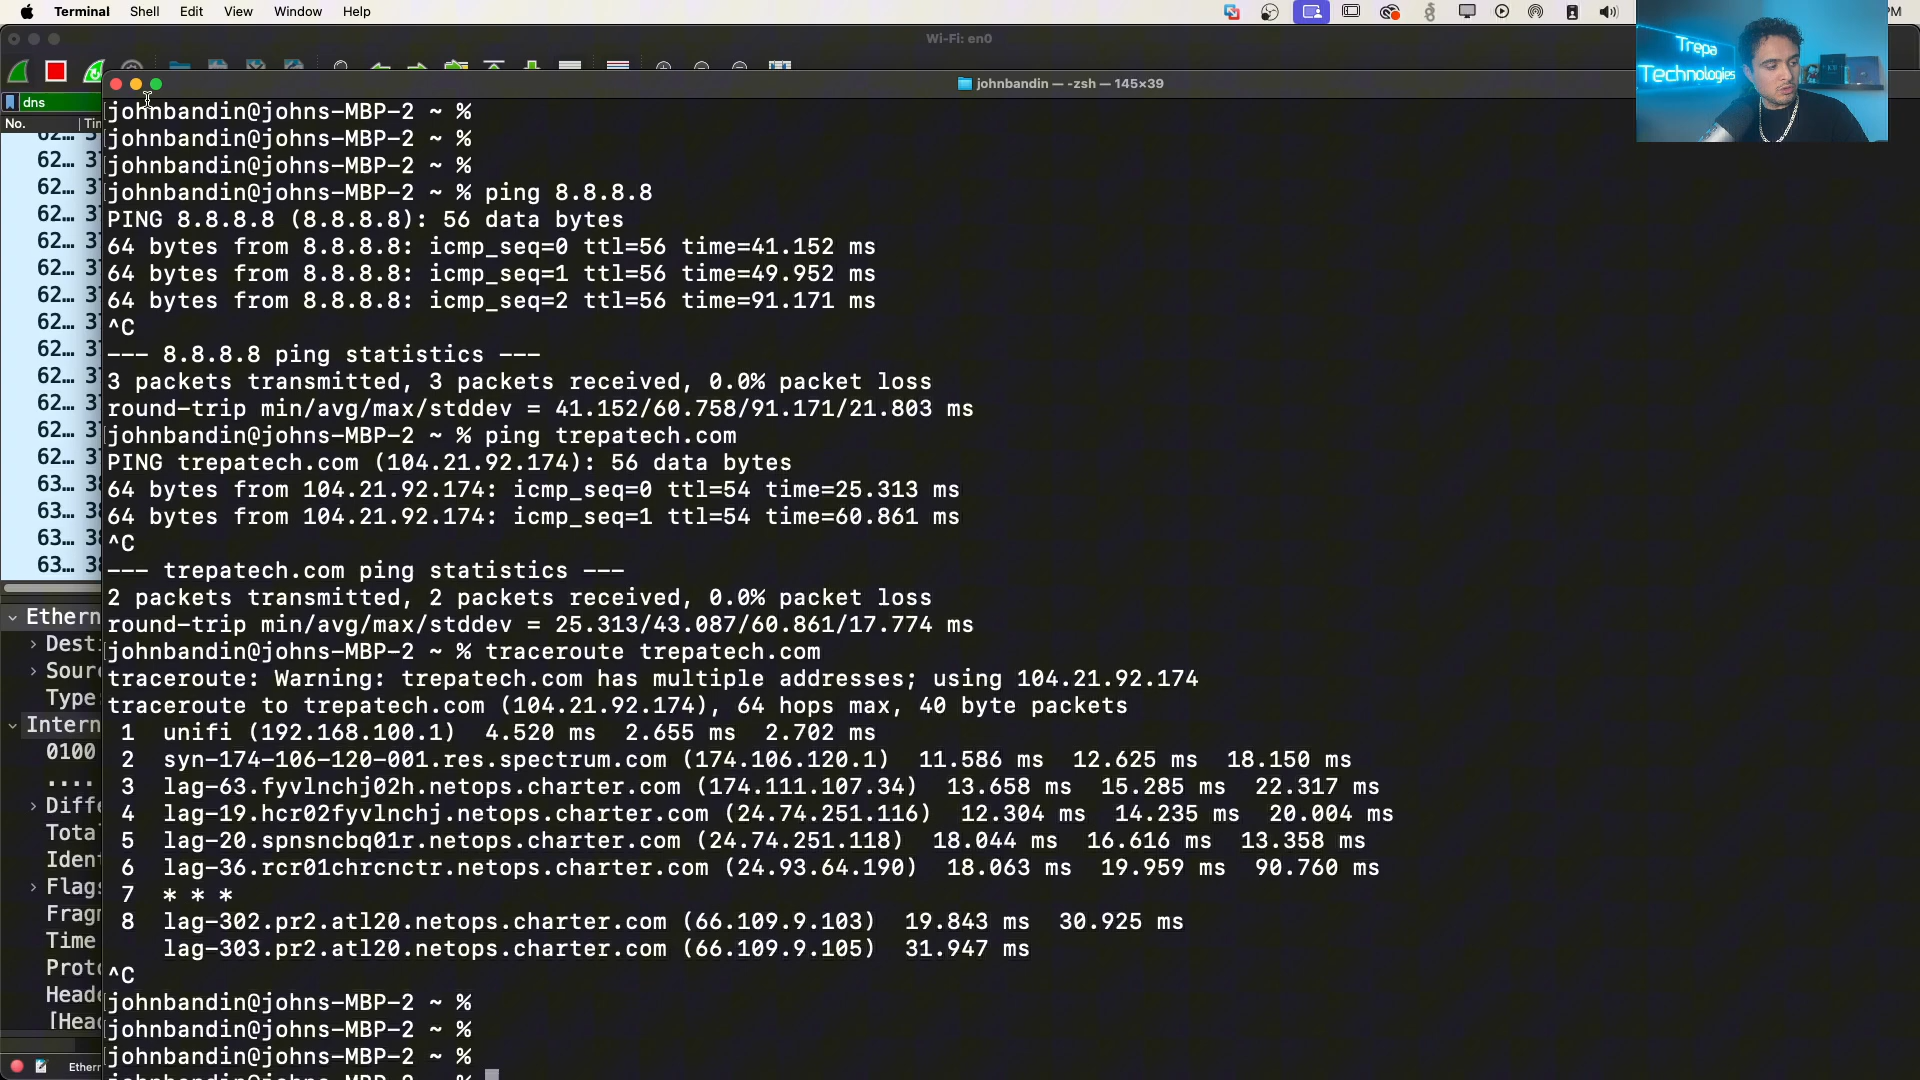 Terminal Shell Edit View Window Help
Wi-Fi: en0
johnbandin — -zsh — 145×39
Trepa
Technologies
dns
No.
johnbandin@johns-MBP-2 ~ %
johnbandin@johns-MBP-2 ~ %
johnbandin@johns-MBP-2 ~ %
johnbandin@johns-MBP-2 ~ % ping 8.8.8.8
PING 8.8.8.8 (8.8.8.8): 56 data bytes
64 bytes from 8.8.8.8: icmp_seq=0 ttl=56 time=41.152 ms
64 bytes from 8.8.8.8: icmp_seq=1 ttl=56 time=49.952 ms
64 bytes from 8.8.8.8: icmp_seq=2 ttl=56 time=91.171 ms
^C
--- 8.8.8.8 ping statistics ---
3 packets transmitted, 3 packets received, 0.0% packet loss
round-trip min/avg/max/stddev = 41.152/60.758/91.171/21.803 ms
johnbandin@johns-MBP-2 ~ % ping trepatech.com
PING trepatech.com (104.21.92.174): 56 data bytes
64 bytes from 104.21.92.174: icmp_seq=0 ttl=54 time=25.313 ms
64 bytes from 104.21.92.174: icmp_seq=1 ttl=54 time=60.861 ms
^C
--- trepatech.com ping statistics ---
2 packets transmitted, 2 packets received, 0.0% packet loss
round-trip min/avg/max/stddev = 25.313/43.087/60.861/17.774 ms
johnbandin@johns-MBP-2 ~ % traceroute trepatech.com
traceroute: Warning: trepatech.com has multiple addresses; using 104.21.92.174
traceroute to trepatech.com (104.21.92.174), 64 hops max, 40 byte packets
1 unifi (192.168.100.1) 4.520 ms 2.655 ms 2.702 ms
2 syn-174-106-120-001.res.spectrum.com (174.106.120.1) 11.586 ms 12.625 ms 18.150 ms
3 lag-63.fyvlnchj02h.netops.charter.com (174.111.107.34) 13.658 ms 15.285 ms 22.317 ms
4 lag-19.hcr02fyvlnchj.netops.charter.com (24.74.251.116) 12.304 ms 14.235 ms 20.004 ms
5 lag-20.spnsncbq01r.netops.charter.com (24.74.251.118) 18.044 ms 16.616 ms 13.358 ms
6 lag-36.rcr01chrcnctr.netops.charter.com (24.93.64.190) 18.063 ms 19.959 ms 90.760 ms
7 * * *
8 lag-302.pr2.atl20.netops.charter.com (66.109.9.103) 19.843 ms 30.925 ms
lag-303.pr2.atl20.netops.charter.com (66.109.9.105) 31.947 ms
^C
johnbandin@johns-MBP-2 ~ %
johnbandin@johns-MBP-2 ~ %
johnbandin@johns-MBP-2 ~ %
62…
62…
62…
62…
62…
62…
62…
62…
62…
62…
62…
62…
63…
63…
63…
63…
Ethern
Dest
Sour
Type
Intern
0100
....
Diff
Tota
Iden
Flag
Frag
Time
Prot
Head
[Hea
Ether